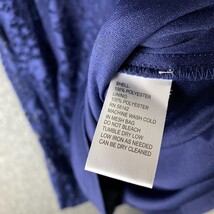 SHELL:
100% POLYESTER
LINING:
100% POLYESTER
RN 58142
MACHINE WASH COLD
IN MESH BAG
DO NOT BLEACH
TUMBLE DRY LOW
LOW IRON AS NEEDED
CAN BE DRY CLEANED